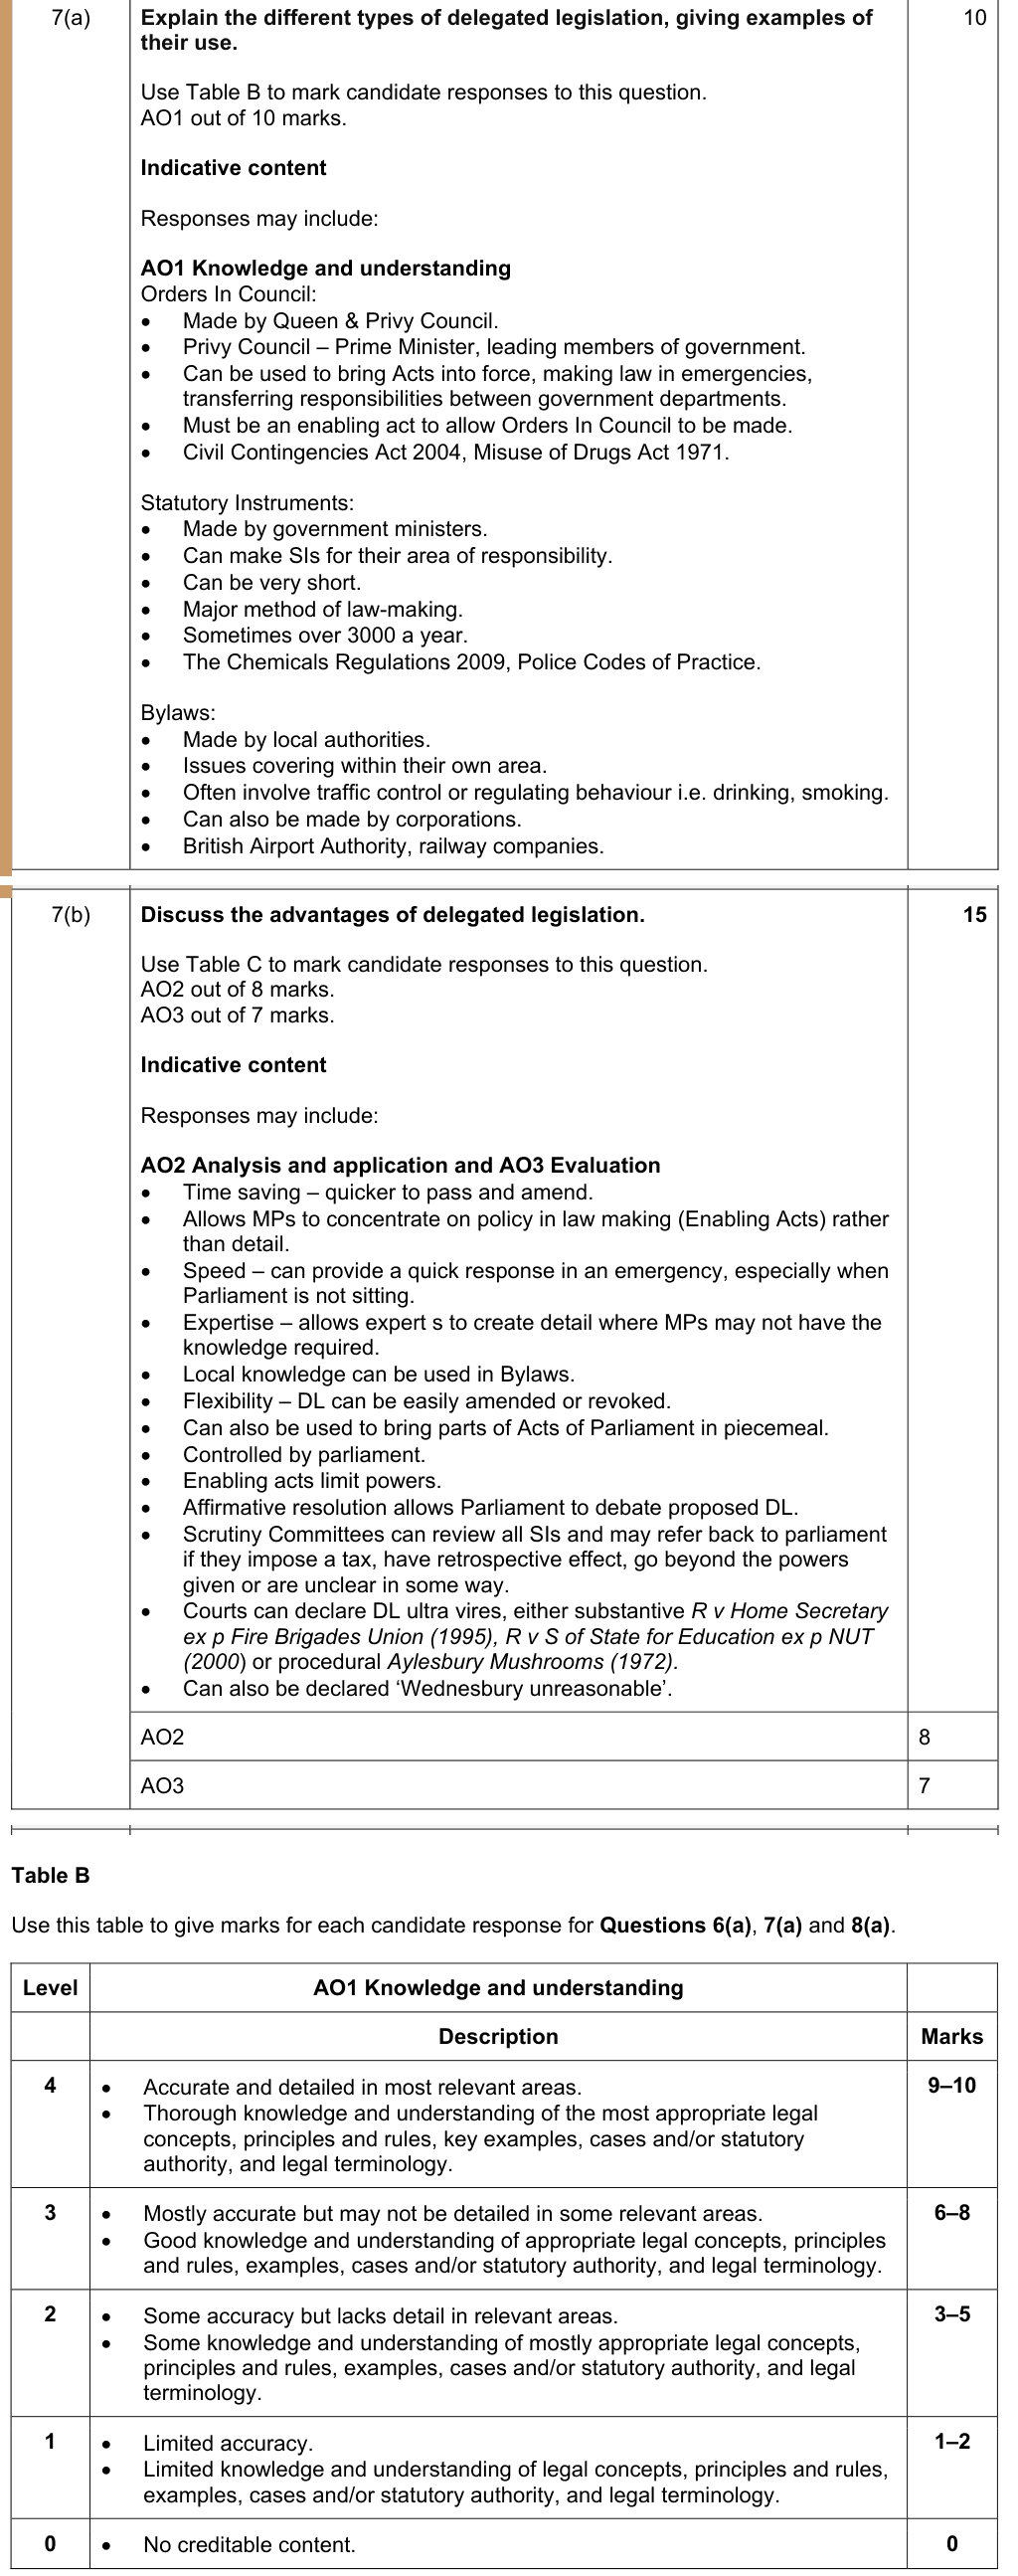 7(a) Explain the different types of delegated legislation, giving examples of 10
their use.
Use Table B to mark candidate responses to this question.
AO1 out of 10 marks.
Indicative content
Responses may include:
AO1 Knowledge and understanding
Orders In Council:
• Made by Queen & Privy Council.
• Privy Council – Prime Minister, leading members of government.
• Can be used to bring Acts into force, making law in emergencies,
transferring responsibilities between government departments.
• Must be an enabling act to allow Orders In Council to be made.
• Civil Contingencies Act 2004, Misuse of Drugs Act 1971.
Statutory Instruments:
• Made by government ministers.
• Can make SIs for their area of responsibility.
• Can be very short.
• Major method of law-making.
• Sometimes over 3000 a year.
• The Chemicals Regulations 2009, Police Codes of Practice.
Bylaws:
• Made by local authorities.
• Issues covering within their own area.
• Often involve traffic control or regulating behaviour i.e. drinking, smoking.
• Can also be made by corporations.
• British Airport Authority, railway companies.
7(b) Discuss the advantages of delegated legislation. 15
Use Table C to mark candidate responses to this question.
AO2 out of 8 marks.
AO3 out of 7 marks.
Indicative content
Responses may include:
AO2 Analysis and application and AO3 Evaluation
• Time saving – quicker to pass and amend.
• Allows MPs to concentrate on policy in law making (Enabling Acts) rather
than detail.
• Speed – can provide a quick response in an emergency, especially when
Parliament is not sitting.
• Expertise – allows expert s to create detail where MPs may not have the
knowledge required.
• Local knowledge can be used in Bylaws.
• Flexibility – DL can be easily amended or revoked.
• Can also be used to bring parts of Acts of Parliament in piecemeal.
• Controlled by parliament.
• Enabling acts limit powers.
• Affirmative resolution allows Parliament to debate proposed DL.
• Scrutiny Committees can review all SIs and may refer back to parliament
if they impose a tax, have retrospective effect, go beyond the powers
given or are unclear in some way.
• Courts can declare DL ultra vires, either substantive R v Home Secretary
ex p Fire Brigades Union (1995), R v S of State for Education ex p NUT
(2000) or procedural Aylesbury Mushrooms (1972).
• Can also be declared ‘Wednesbury unreasonable’.
AO2 8
AO3 7
Table B
Use this table to give marks for each candidate response for Questions 6(a), 7(a) and 8(a).
Level AO1 Knowledge and understanding
Description Marks
4 • Accurate and detailed in most relevant areas. 9–10
• Thorough knowledge and understanding of the most appropriate legal
concepts, principles and rules, key examples, cases and/or statutory
authority, and legal terminology.
3 • Mostly accurate but may not be detailed in some relevant areas. 6–8
• Good knowledge and understanding of appropriate legal concepts, principles
and rules, examples, cases and/or statutory authority, and legal terminology.
2 • Some accuracy but lacks detail in relevant areas. 3–5
• Some knowledge and understanding of mostly appropriate legal concepts,
principles and rules, examples, cases and/or statutory authority, and legal
terminology.
1 • Limited accuracy. 1–2
• Limited knowledge and understanding of legal concepts, principles and rules,
examples, cases and/or statutory authority, and legal terminology.
0 • No creditable content. 0